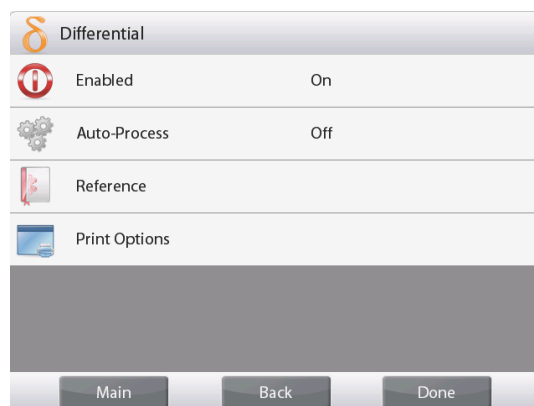 δ Differential
Enabled On
Auto-Process Off
Reference
Print Options
Main Back Done